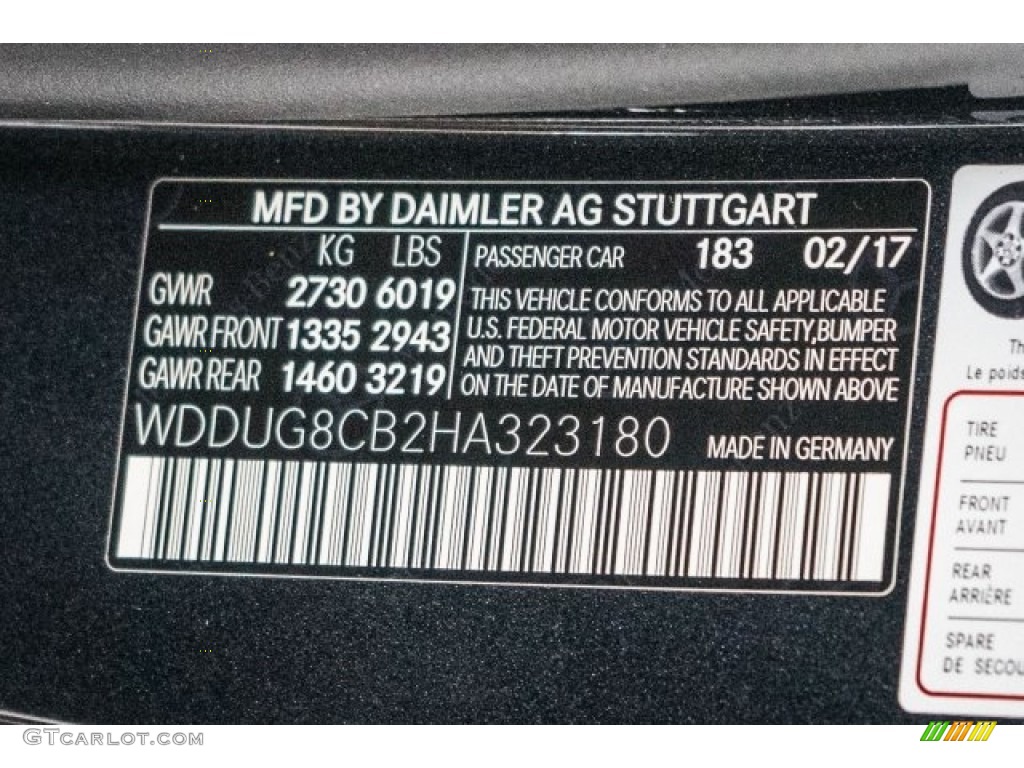 MFD BY DAIMLER AG STUTTGART
KG LBS
GVWR 2730 6019
GAWR FRONT 1335 2943
GAWR REAR 1460 3219
PASSENGER CAR 183 02/17
THIS VEHICLE CONFORMS TO ALL APPLICABLE
U.S. FEDERAL MOTOR VEHICLE SAFETY,BUMPER
AND THEFT PREVENTION STANDARDS IN EFFECT
ON THE DATE OF MANUFACTURE SHOWN ABOVE
WDDUG8CB2HA323180
MADE IN GERMANY
Th
Le poids
TIRE
PNEU
FRONT
AVANT
REAR
ARRIÈRE
SPARE
DE SECOU
GTCARLOT.COM